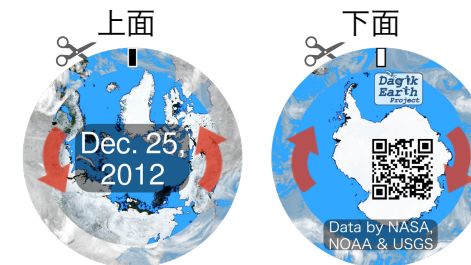 上面
下面
Dec. 25,
2012
Dagik
Earth
Project
Data by NASA,
NOAA & USGS